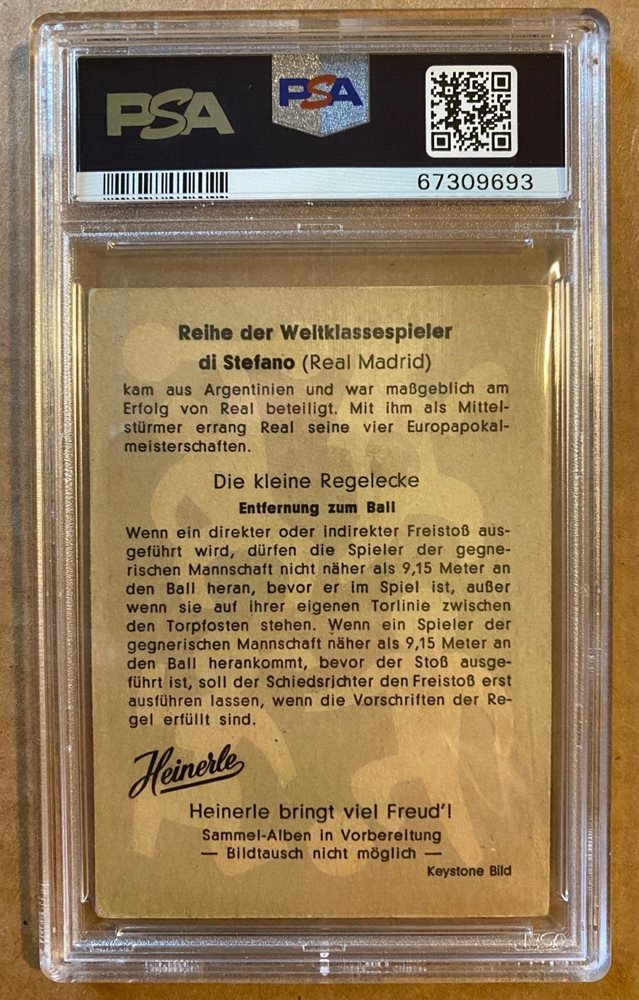 PSA PSA
67309693
Reihe der Weltklassespieler
di Stefano (Real Madrid)
kam aus Argentinien und war maßgeblich am
Erfolg von Real beteiligt. Mit ihm als Mittel-
stürmer errang Real seine vier Europapokal-
meisterschaften.
Die kleine Regelecke
Entfernung zum Ball
Wenn ein direkter oder indirekter Freistoß aus-
geführt wird, dürfen die Spieler der gegne-
rischen Mannschaft nicht näher als 9,15 Meter an
den Ball heran, bevor er im Spiel ist, außer
wenn sie auf ihrer eigenen Torlinie zwischen
den Torpfosten stehen. Wenn ein Spieler der
gegnerischen Mannschaft näher als 9,15 Meter an
den Ball herankommt, bevor der Stoß ausge-
führt ist, soll der Schiedsrichter den Freistoß erst
ausführen lassen, wenn die Vorschriften der Re-
gel erfüllt sind.
Heinerle
Heinerle bringt viel Freud'!
Sammel-Alben in Vorbereitung
— Bildtausch nicht möglich —
Keystone Bild
PSA